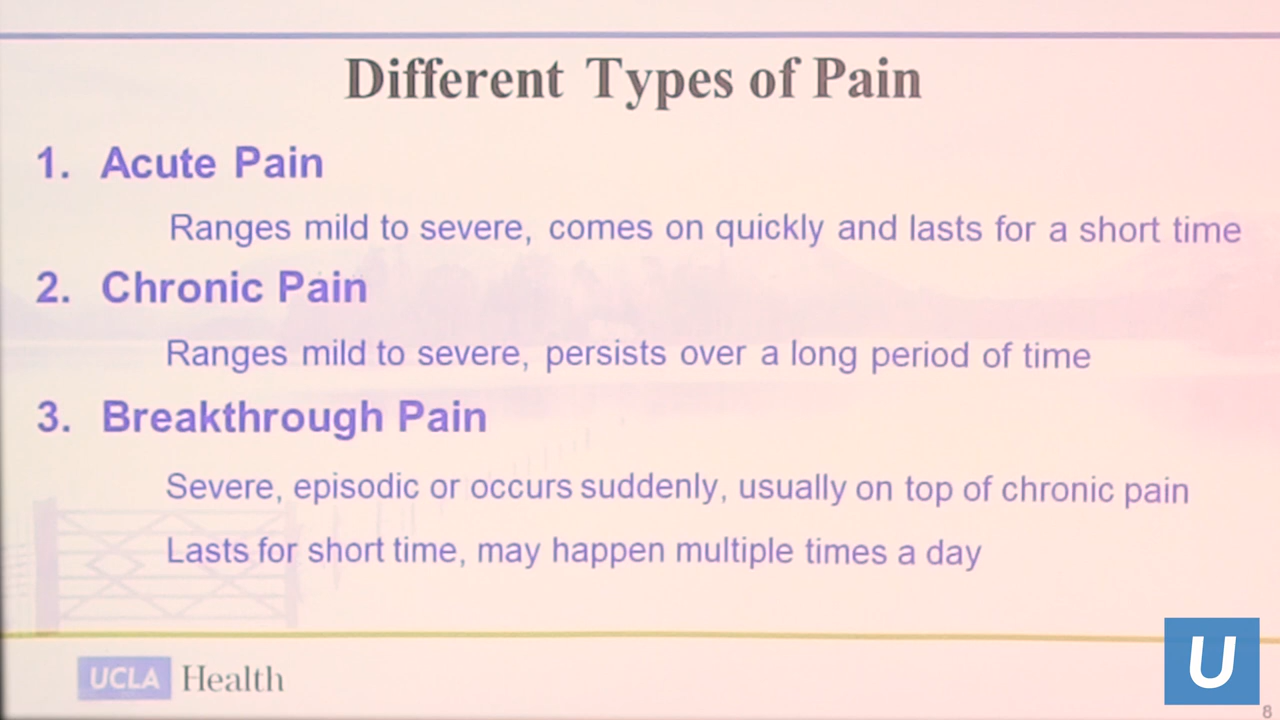 Different Types of Pain
1. Acute Pain
Ranges mild to severe, comes on quickly and lasts for a short time
2. Chronic Pain
Ranges mild to severe, persists over a long period of time
3. Breakthrough Pain
Severe, episodic or occurs suddenly, usually on top of chronic pain
Lasts for short time, may happen multiple times a day
UCLA Health
U
8